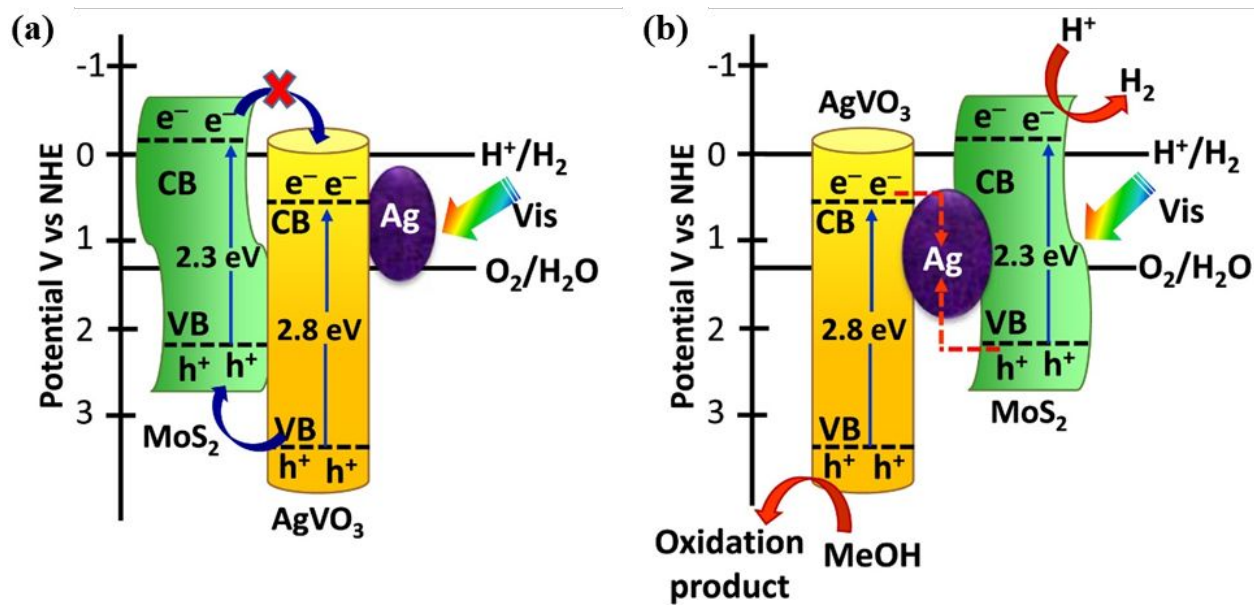 (a)
Potential V vs NHE
-1
0
1
2
3
e⁻ e⁻
CB
2.3 eV
VB
h⁺ h⁺
MoS₂
e⁻ e⁻
CB
2.8 eV
VB
h⁺ h⁺
AgVO₃
Ag
H⁺/H₂
Vis
O₂/H₂O
(b)
Potential V vs NHE
-1
0
1
2
3
AgVO₃
e⁻ e⁻
CB
2.8 eV
VB
h⁺ h⁺
Oxidation
product
MeOH
Ag
H⁺
H₂
e⁻ e⁻
CB
2.3 eV
VB
h⁺ h⁺
MoS₂
H⁺/H₂
Vis
O₂/H₂O